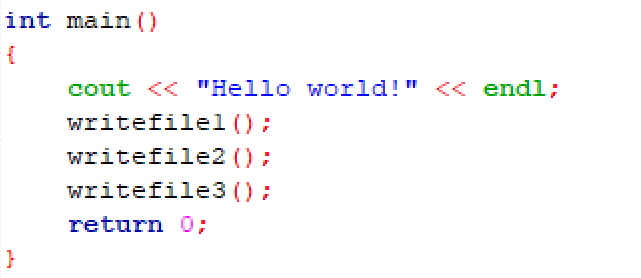 int main()
{
    cout << "Hello world!" << endl;
    writefile1();
    writefile2();
    writefile3();
    return 0;
}